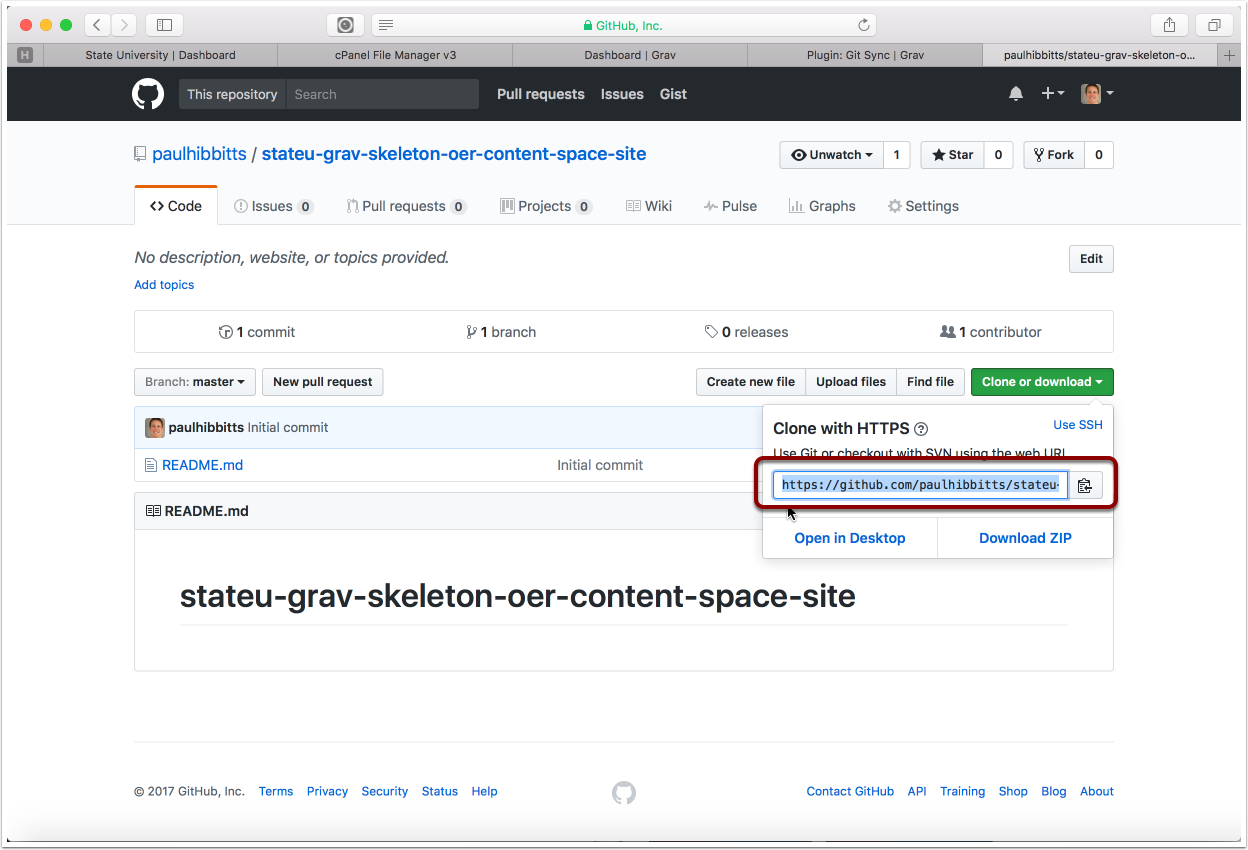 GitHub, Inc.
H State University | Dashboard cPanel File Manager v3 Dashboard | Grav Plugin: Git Sync | Grav paulhibbitts/stateu-grav-skeleton-o...
This repository Search Pull requests Issues Gist
paulhibbitts / stateu-grav-skeleton-oer-content-space-site Unwatch 1 Star 0 Fork 0
Code Issues 0 Pull requests 0 Projects 0 Wiki Pulse Graphs Settings
No description, website, or topics provided. Edit
Add topics
1 commit 1 branch 0 releases 1 contributor
Branch: master New pull request Create new file Upload files Find file Clone or download
paulhibbitts Initial commit
Clone with HTTPS Use SSH
Use Git or checkout with SVN using the web URL
README.md Initial commit
https://github.com/paulhibbitts/stateu-
README.md
Open in Desktop Download ZIP
stateu-grav-skeleton-oer-content-space-site
© 2017 GitHub, Inc. Terms Privacy Security Status Help Contact GitHub API Training Shop Blog About